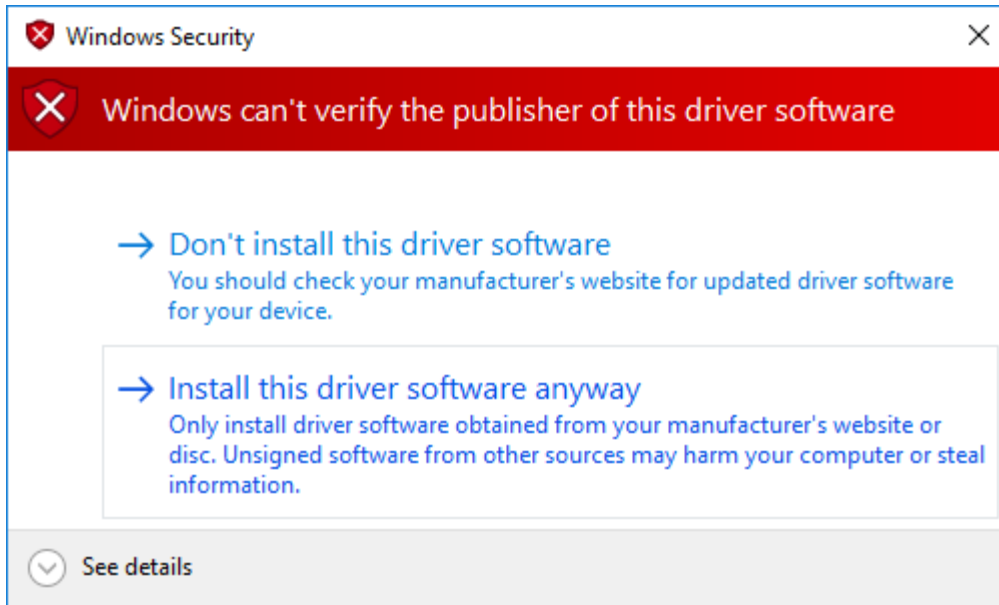 Windows Security
Windows can't verify the publisher of this driver software
Don't install this driver software
You should check your manufacturer's website for updated driver software
for your device.
Install this driver software anyway
Only install driver software obtained from your manufacturer's website or
disc. Unsigned software from other sources may harm your computer or steal
information.
See details